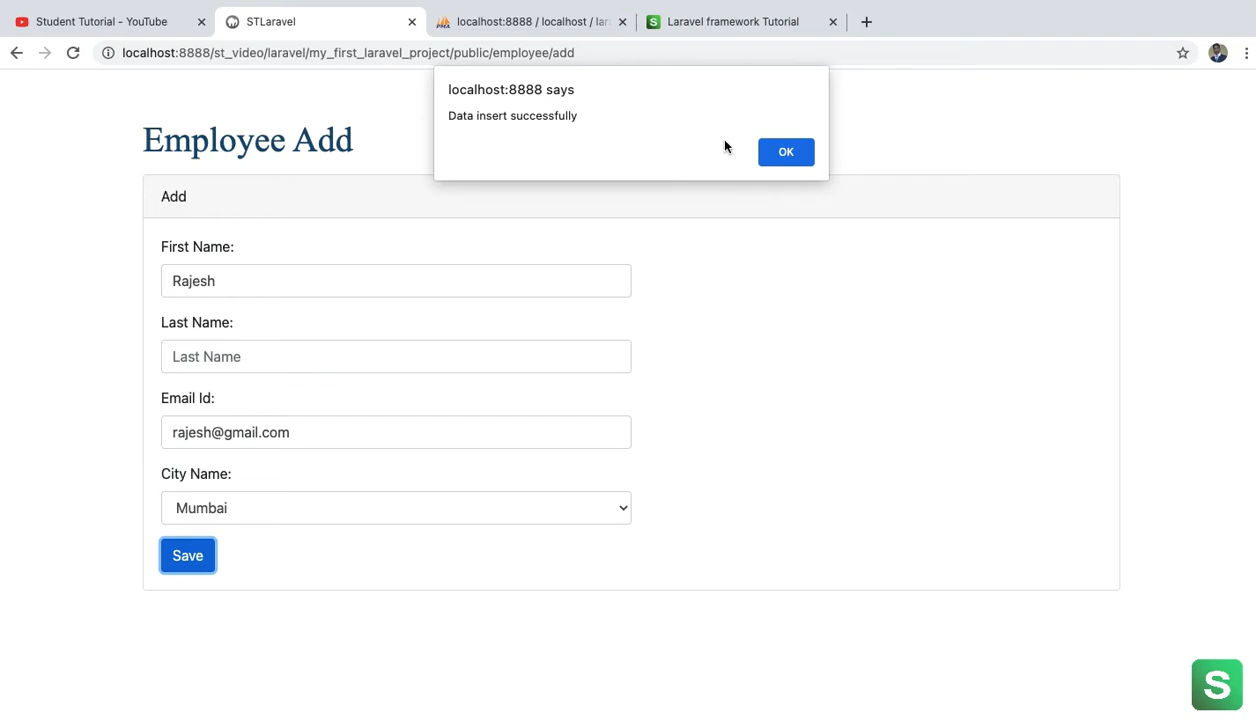 Student Tutorial - YouTube
STLaravel
localhost:8888 / localhost / lar
Laravel framework Tutorial
localhost:8888/st_video/laravel/my_first_laravel_project/public/employee/add
localhost:8888 says
Data insert successfully
OK
Employee Add
Add
First Name:
Rajesh
Last Name:
Last Name
Email Id:
rajesh@gmail.com
City Name:
Mumbai
Save
S